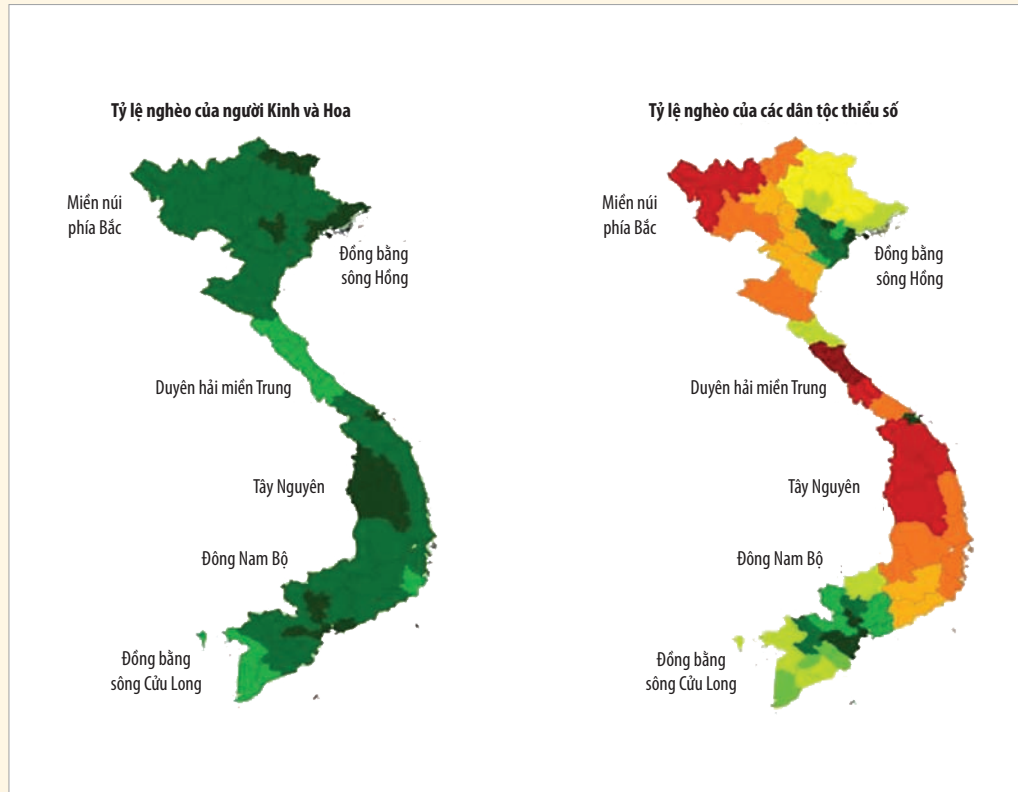 Tỷ lệ nghèo của người Kinh và Hoa
Miền núi
phía Bắc
Đồng bằng
sông Hồng
Duyên hải miền Trung
Tây Nguyên
Đông Nam Bộ
Đồng bằng
sông Cửu Long
Tỷ lệ nghèo của các dân tộc thiểu số
Miền núi
phía Bắc
Đồng bằng
sông Hồng
Duyên hải miền Trung
Tây Nguyên
Đông Nam Bộ
Đồng bằng
sông Cửu Long